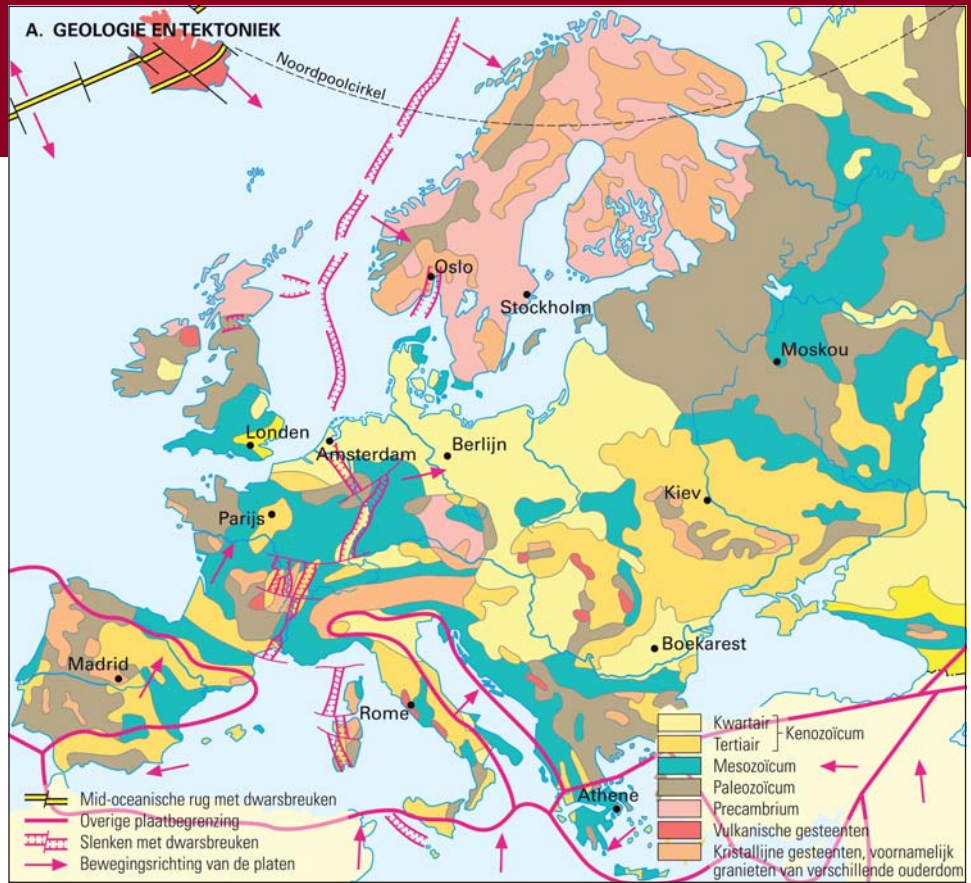 A. GEOLOGIE EN TEKTONIEK
Noordpoolcirkel
Oslo
Stockholm
Moskou
Londen
Amsterdam
Berlijn
Kiev
Parijs
Boekarest
Madrid
Rome
Athene
Mid-oceanische rug met dwarsbreuken
Overige plaatbegrenzing
Slenken met dwarsbreuken
Bewegingsrichting van de platen
Kwartair
Tertiair
Kenozoïcum
Mesozoïcum
Paleozoïcum
Precambrium
Vulkanische gesteenten
Kristallijne gesteenten, voornamelijk
granieten van verschillende ouderdom